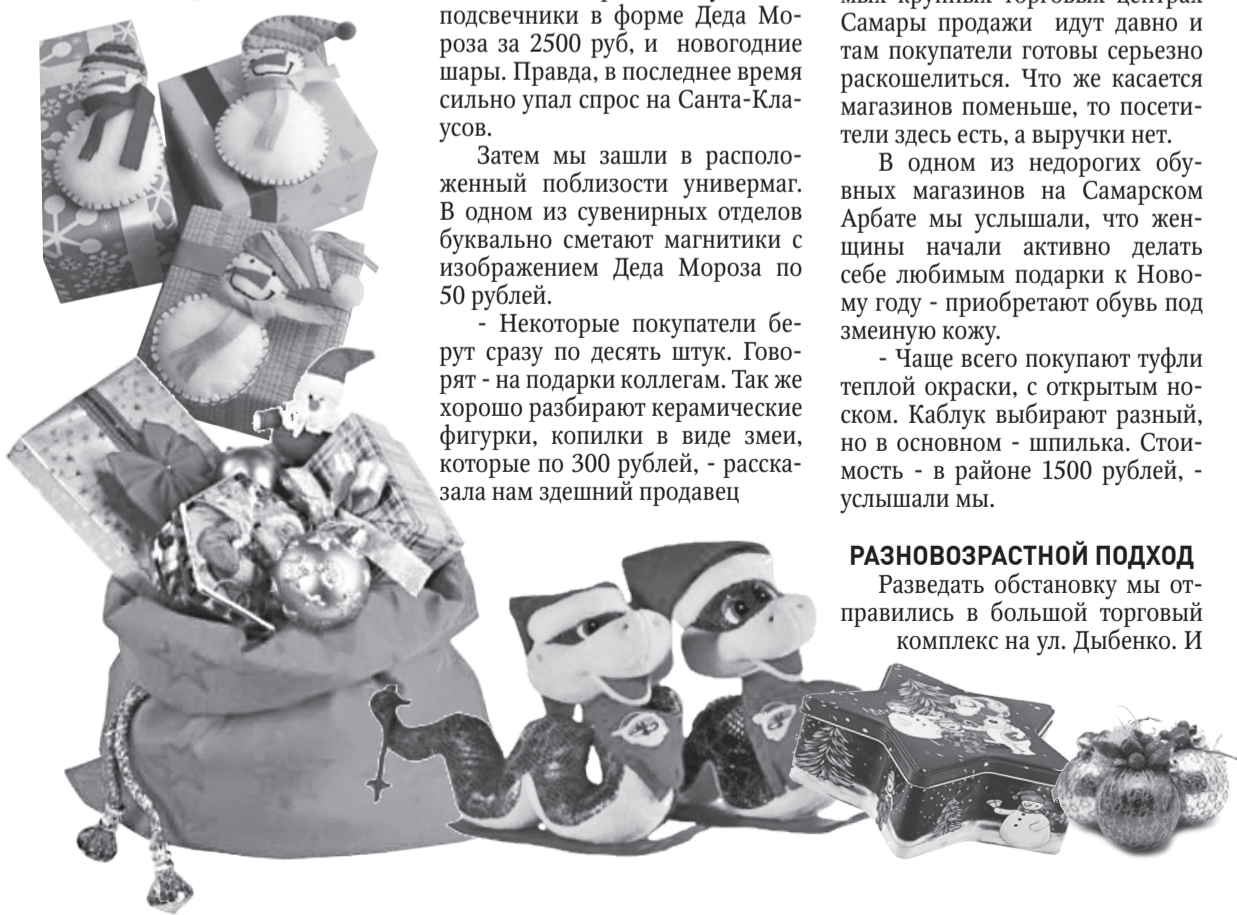 подсвечники в форме Деда Мо-
роза за 2500 руб, и новогодние
шары. Правда, в последнее время
сильно упал спрос на Санта-Кла-
усов.
Затем мы зашли в располо-
женный поблизости универмаг.
В одном из сувенирных отделов
буквально сметают магнитики с
изображением Деда Мороза по
50 рублей.
- Некоторые покупатели бе-
рут сразу по десять штук. Гово-
рят - на подарки коллегам. Так же
хорошо разбирают керамические
фигурки, копилки в виде змеи,
которые по 300 рублей, - расска-
зала нам здешний продавец
мых крупных торговых центрах
Самары продажи идут давно и
там покупатели готовы серьезно
раскошелиться. Что же касается
магазинов поменьше, то посети-
тели здесь есть, а выручки нет.
В одном из недорогих обу-
вных магазинов на Самарском
Арбате мы услышали, что жен-
щины начали активно делать
себе любимым подарки к Ново-
му году - приобретают обувь под
змеиную кожу.
- Чаще всего покупают туфли
теплой окраски, с открытым но-
ском. Каблук выбирают разный,
но в основном - шпилька. Стои-
мость - в районе 1500 рублей, -
услышали мы.
РАЗНОВОЗРАСТНОЙ ПОДХОД
Разведать обстановку мы от-
правились в большой торговый
комплекс на ул. Дыбенко. И